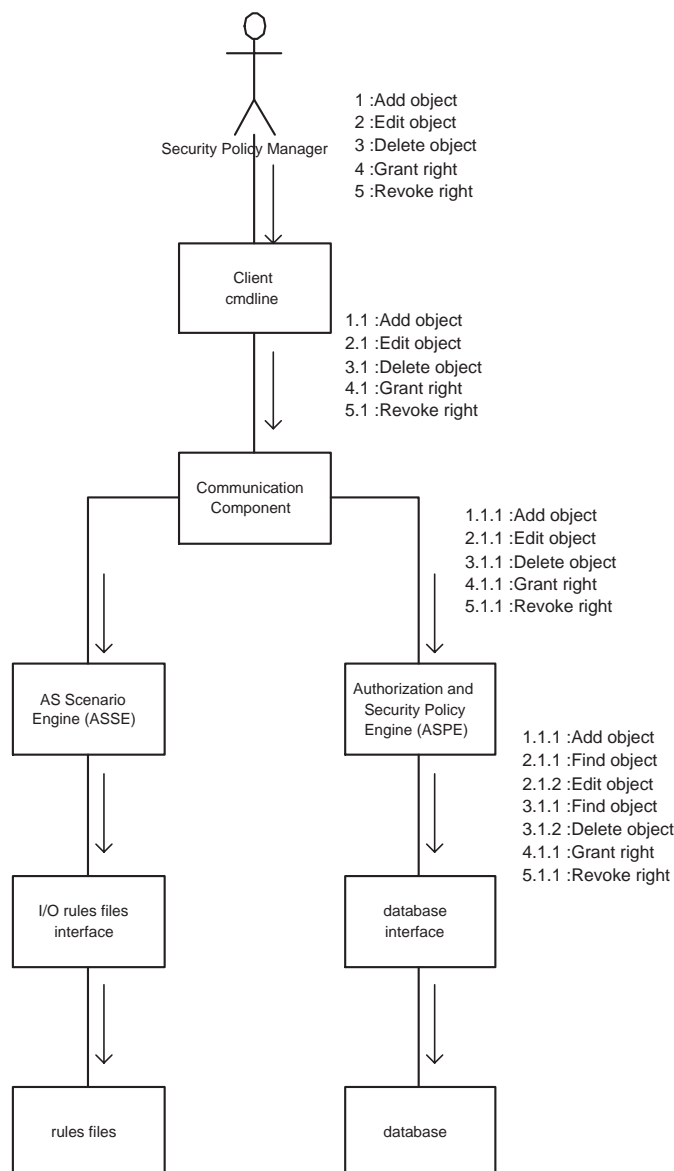 1 :Add object
2 :Edit object
3 :Delete object
4 :Grant right
5 :Revoke right
Security Policy Manager
Client
cmdline
1.1 :Add object
2.1 :Edit object
3.1 :Delete object
4.1 :Grant right
5.1 :Revoke right
Communication
Component
1.1.1 :Add object
2.1.1 :Edit object
3.1.1 :Delete object
4.1.1 :Grant right
5.1.1 :Revoke right
AS Scenario
Engine (ASSE)
Authorization and
Security Policy
Engine (ASPE)
1.1.1 :Add object
2.1.1 :Find object
2.1.2 :Edit object
3.1.1 :Find object
3.1.2 :Delete object
4.1.1 :Grant right
5.1.1 :Revoke right
I/O rules files
interface
database
interface
rules files
database